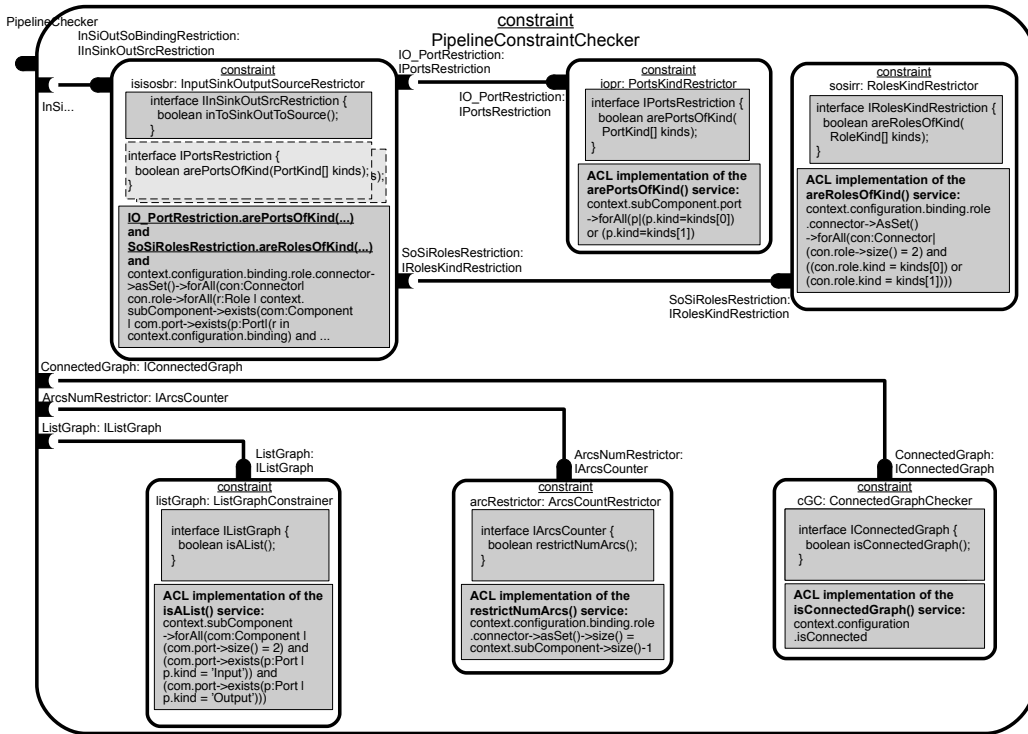 PipelineChecker
constraint
PipelineConstraintChecker
InSiOutSoBindingRestriction:
IInSinkOutSrcRestriction
InSi...
constraint
isisosbr: InputSinkOutputSourceRestrictor
interface IInSinkOutSrcRestriction {
boolean inToSinkOutToSource();
}
interface IPortsRestriction {
boolean arePortsOfKind(PortKind[] kinds);
s);
}
IO_PortRestriction.arePortsOfKind(...)
and
SoSiRolesRestriction.areRolesOfKind(...)
and
context.configuration.binding.role.connector-
>asSet()->forAll(con:Connectorl
con.role->forAll(r:Role l context.
subComponent->exists(com:Component
l com.port->exists(p:Portl(r in
context.configuration.binding) and ...
IO_PortRestriction:
IPortsRestriction
IO_PortRestriction:
IPortsRestriction
constraint
iopr: PortsKindRestrictor
interface IPortsRestriction {
boolean arePortsOfKind(
PortKind[] kinds);
}
ACL implementation of the
arePortsOfKind() service:
context.subComponent.port
->forAll(p|(p.kind=kinds[0])
or (p.kind=kinds[1])
constraint
sosirr: RolesKindRestrictor
interface IRolesKindRestriction {
boolean areRolesOfKind(
RoleKind[] kinds);
}
ACL implementation of the
areRolesOfKind() service:
context.configuration.binding.role
.connector->AsSet()
->forAll(con:Connector|
(con.role->size() = 2) and
((con.role.kind = kinds[0]) or
(con.role.kind = kinds[1])))
SoSiRolesRestriction:
IRolesKindRestriction
SoSiRolesRestriction:
IRolesKindRestriction
ConnectedGraph: IConnectedGraph
ArcsNumRestrictor: IArcsCounter
ListGraph: IListGraph
ListGraph:
IListGraph
constraint
listGraph: ListGraphConstrainer
interface IListGraph {
boolean isAList();
}
ACL implementation of the
isAList() service:
context.subComponent
->forAll(com:Component l
(com.port->size() = 2) and
(com.port->exists(p:Port l
p.kind = 'Input')) and
(com.port->exists(p:Port l
p.kind = 'Output')))
ArcsNumRestrictor:
IArcsCounter
constraint
arcRestrictor: ArcsCountRestrictor
interface IArcsCounter {
boolean restrictNumArcs();
}
ACL implementation of the
restrictNumArcs() service:
context.configuration.binding.role
.connector->asSet()->size() =
context.subComponent->size()-1
ConnectedGraph:
IConnectedGraph
constraint
cGC: ConnectedGraphChecker
interface IConnectedGraph {
boolean isConnectedGraph();
}
ACL implementation of the
isConnectedGraph() service:
context.configuration
.isConnected